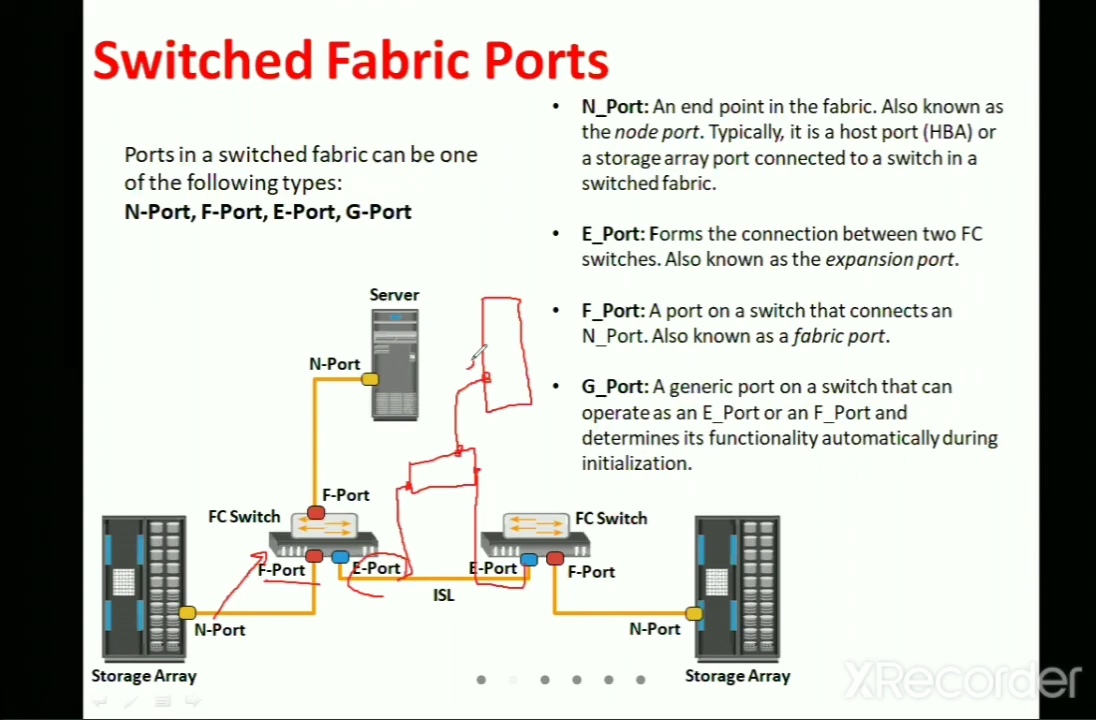 Switched Fabric Ports
Ports in a switched fabric can be one
of the following types:
N-Port, F-Port, E-Port, G-Port
• N_Port: An end point in the fabric. Also known as
the node port. Typically, it is a host port (HBA) or
a storage array port connected to a switch in a
switched fabric.
• E_Port: Forms the connection between two FC
switches. Also known as the expansion port.
• F_Port: A port on a switch that connects an
N_Port. Also known as a fabric port.
• G_Port: A generic port on a switch that can
operate as an E_Port or an F_Port and
determines its functionality automatically during
initialization.
Server
N-Port
F-Port
FC Switch
FC Switch
F-Port
E-Port
E-Port
F-Port
ISL
N-Port
N-Port
Storage Array
Storage Array
XRecorder